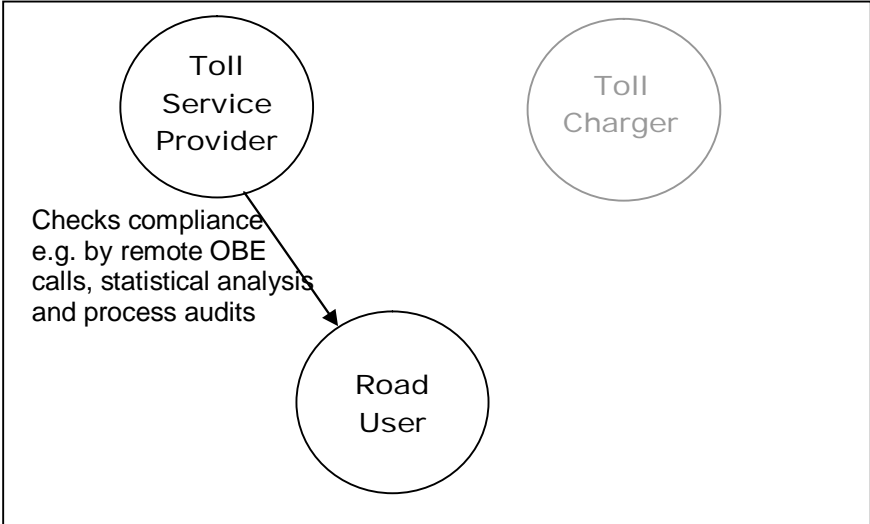 Toll
Service
Provider
Toll
Charger
Checks compliance
e.g. by remote OBE
calls, statistical analysis
and process audits
Road
User